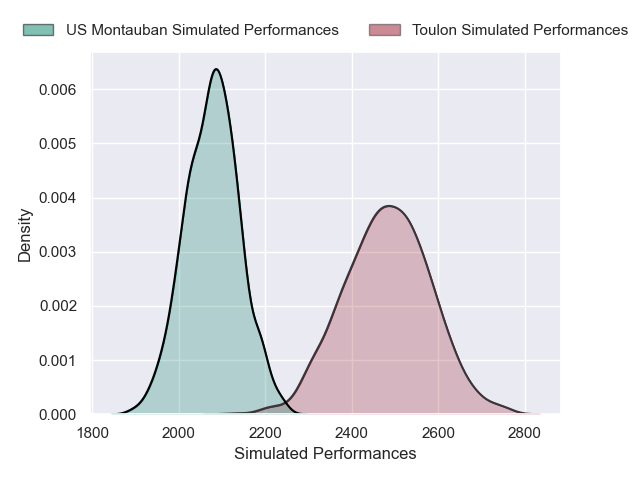 US Montauban Simulated Performances Toulon Simulated Performances
0.006
0.005
0.004
0.003
0.002
0.001
0.000
Density
1800 2000 2200 2400 2600 2800
Simulated Performances